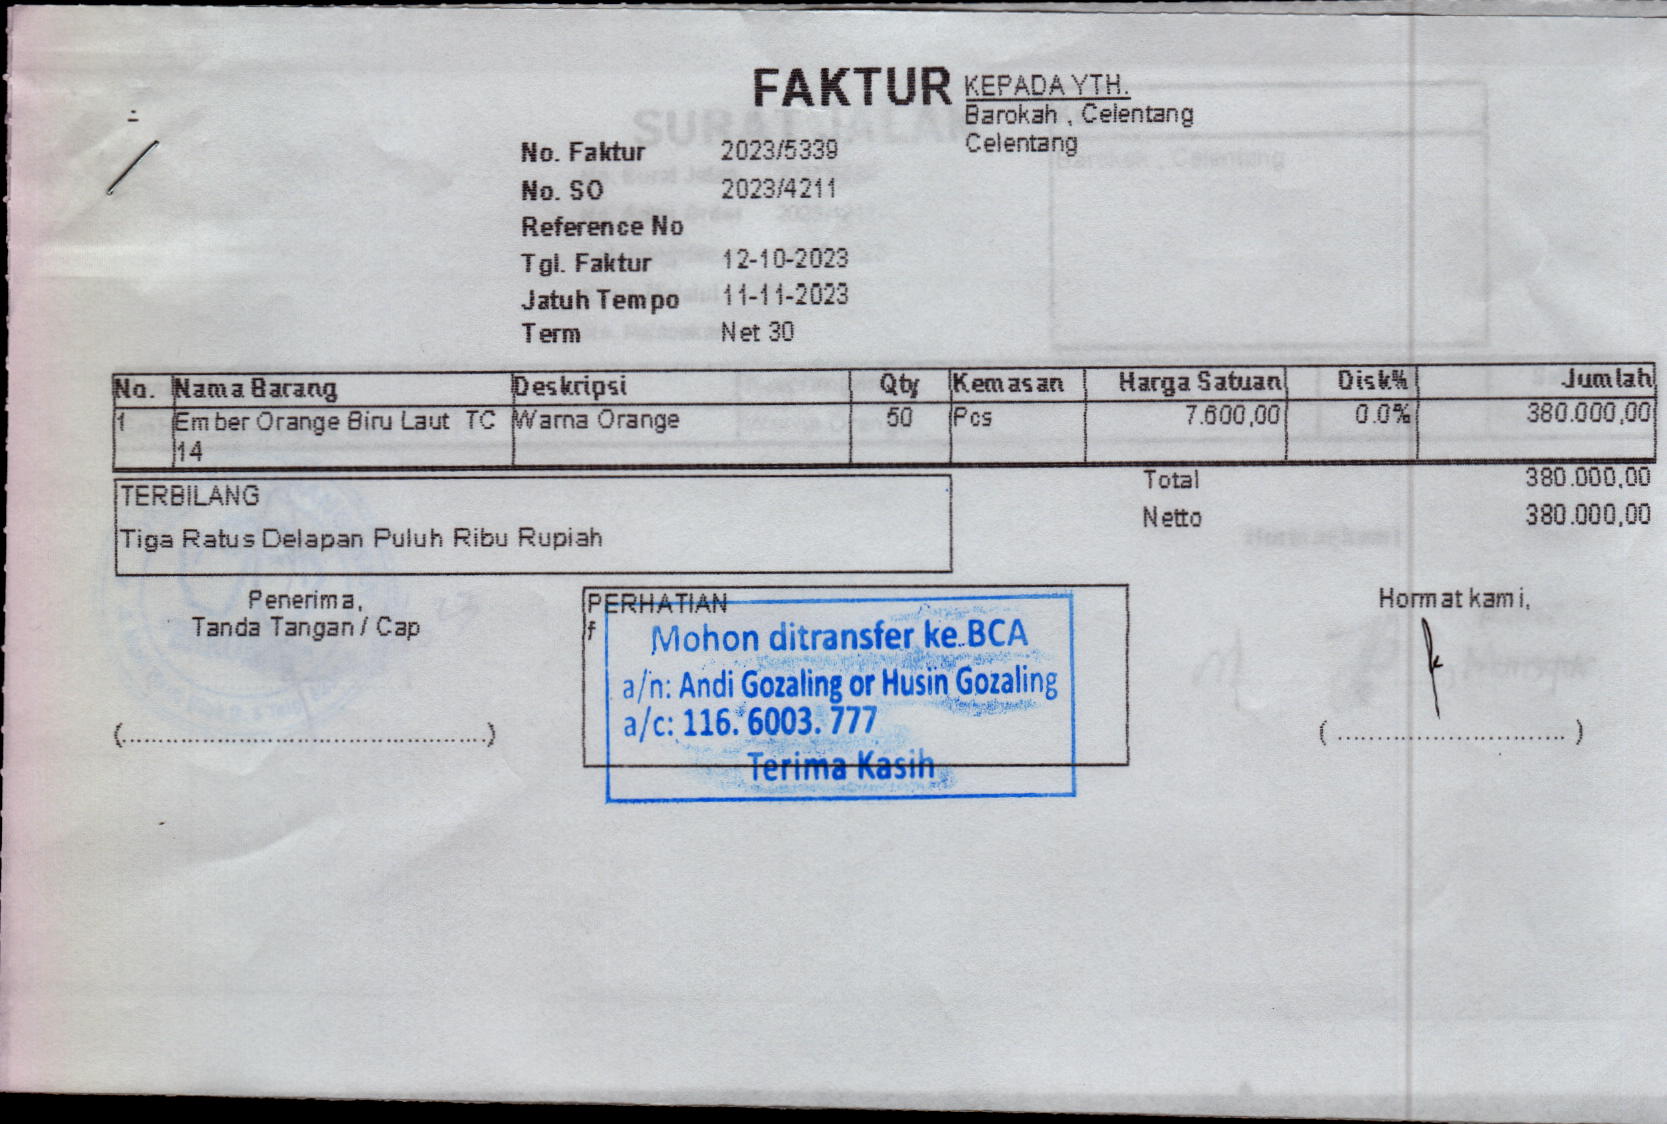 FAKTUR
KEPADA YTH.
Barokah , Celentang
Celentang
No. Faktur 2023/5339
No. SO 2023/4211
Reference No
Tgl. Faktur 12-10-2023
Jatuh Tempo 11-11-2023
Term Net 30
No. Nama Barang Deskripsi Qty Kemasan Harga Satuan Disk% Jumlah
1 Ember Orange Biru Laut TC Warna Orange 50 Pcs 7.600,00 0.0% 380.000,00
14
Total 380.000,00
Netto 380.000,00
TERBILANG
Tiga Ratus Delapan Puluh Ribu Rupiah
Penerima,
Tanda Tangan / Cap
(..........................................)
PERHATIAN
f
Mohon ditransfer ke BCA
a/n: Andi Gozaling or Husin Gozaling
a/c: 116. 6003. 777
Terima Kasih
Hormat kami,
( ............................ )
SURAT JALAN
Barokah , Celentang